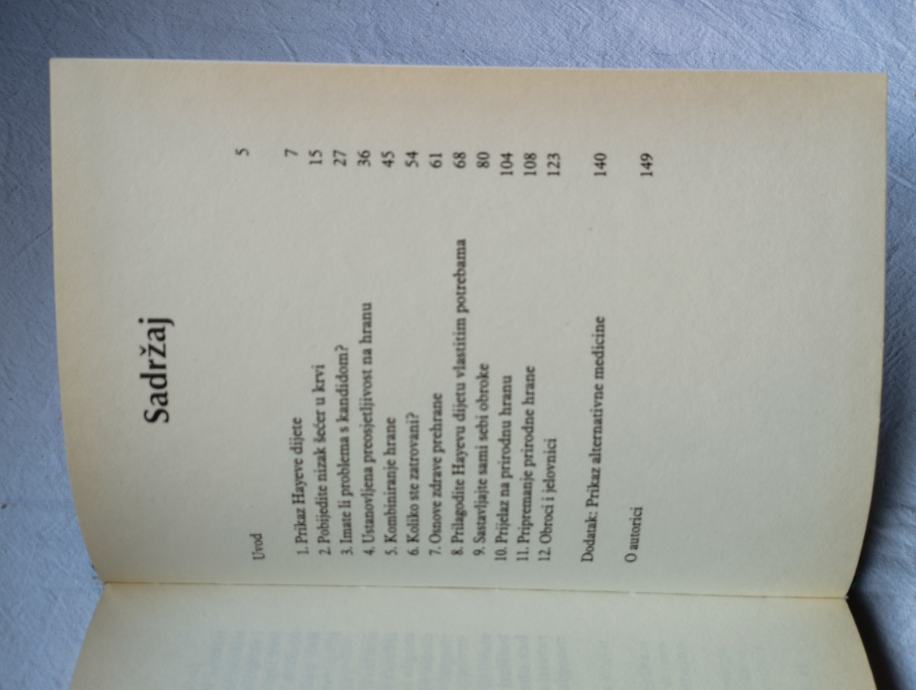 Sadržaj
Uvod 5
1. Prikaz Hayeve dijete 7
2. Pobijedite nizak šećer u krvi 15
3. Imate li problema s kandidom? 27
4. Ustanovljena preosjetljivost na hranu 36
5. Kombiniranje hrane 45
6. Koliko ste zatrovani? 54
7. Osnove zdrave prehrane 61
8. Prilagodite Hayevu dijetu vlastitim potrebama 68
9. Sastavljajte sami sebi obroke 80
10. Prijelaz na prirodnu hranu 104
11. Pripremanje prirodne hrane 108
12. Obroci i jelovnici 123
Dodatak: Prikaz alternativne medicine 140
O autorici 149